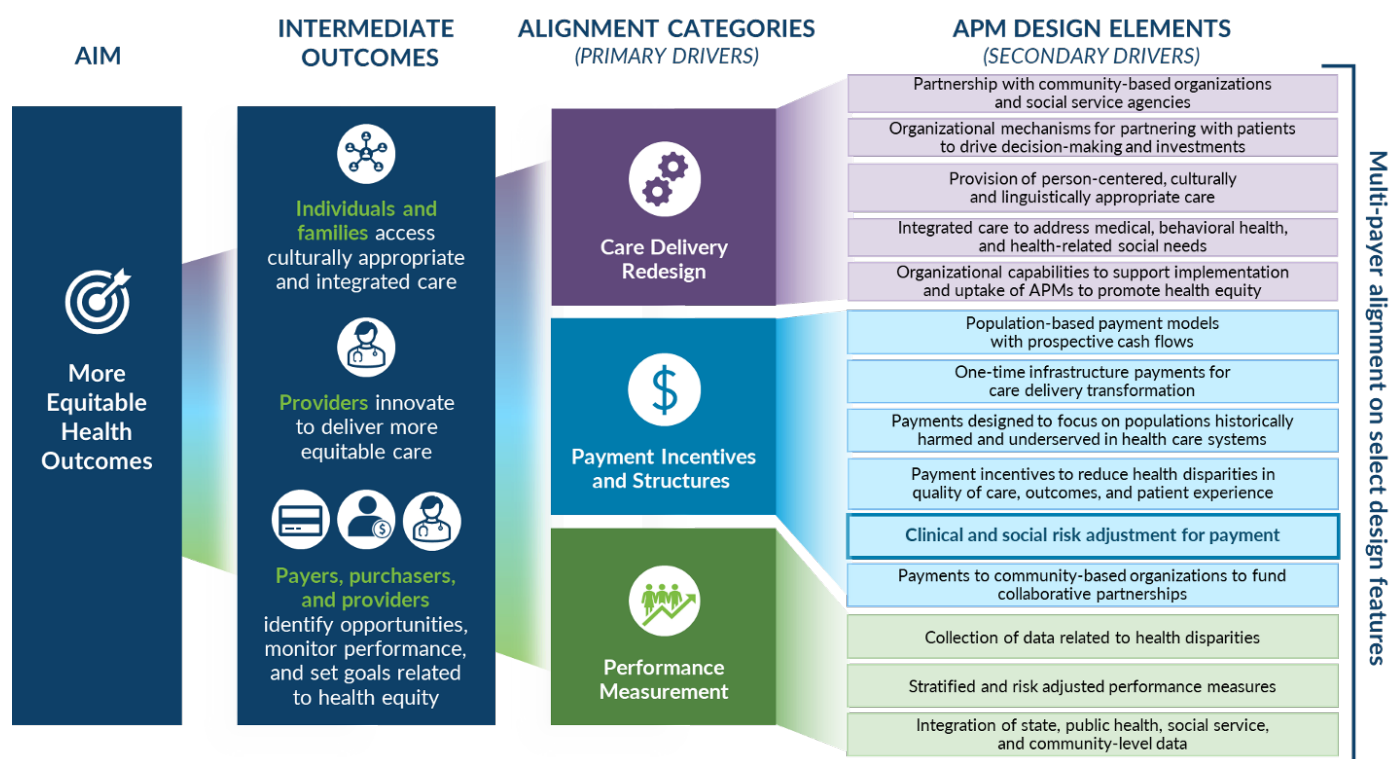 AIM
More
Equitable
Health
Outcomes
INTERMEDIATE
OUTCOMES
Individuals and
families access
culturally appropriate
and integrated care
Providers innovate
to deliver more
equitable care
$
Payers, purchasers,
and providers
identify opportunities,
monitor performance,
and set goals related
to health equity
ALIGNMENT CATEGORIES
(PRIMARY DRIVERS)
Care Delivery
Redesign
$
Payment Incentives
and Structures
Performance
Measurement
APM DESIGN ELEMENTS
(SECONDARY DRIVERS)
Partnership with community-based organizations
and social service agencies
Organizational mechanisms for partnering with patients
to drive decision-making and investments
Provision of person-centered, culturally
and linguistically appropriate care
Integrated care to address medical, behavioral health,
and health-related social needs
Organizational capabilities to support implementation
and uptake of APMs to promote health equity
Population-based payment models
with prospective cash flows
One-time infrastructure payments for
care delivery transformation
Payments designed to focus on populations historically
harmed and underserved in health care systems
Payment incentives to reduce health disparities in
quality of care, outcomes, and patient experience
Clinical and social risk adjustment for payment
Payments to community-based organizations to fund
collaborative partnerships
Collection of data related to health disparities
Stratified and risk adjusted performance measures
Integration of state, public health, social service,
and community-level data
Multi-payer alignment on select design features